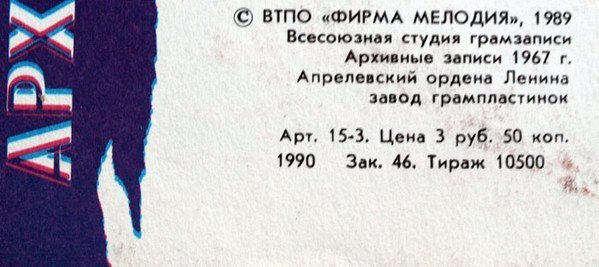 АРХ
© ВТПО «ФИРМА МЕЛОДИЯ», 1989
Всесоюзная студия грамзаписи
Архивные записи 1967 г.
Апрелевский ордена Ленина
завод грампластинок
Арт. 15-3. Цена 3 руб. 50 коп.
1990 Зак. 46. Тираж 10500